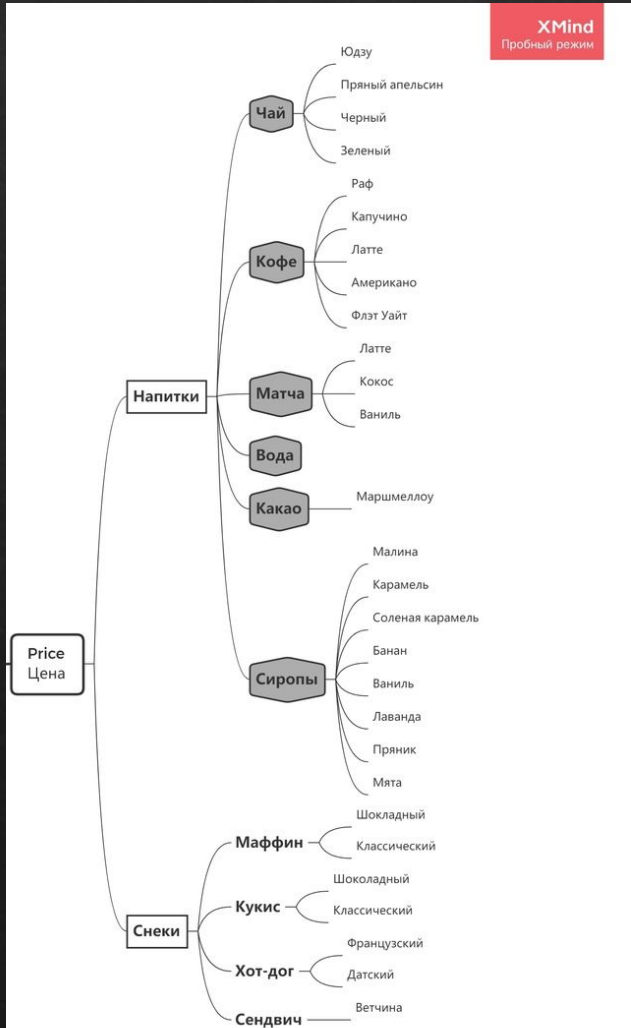 XMind
Пробный режим
Юдзу
Пряный апельсин
Чай
Черный
Зеленый
Раф
Капучино
Кофе
Латте
Американо
Флэт Уайт
Латте
Напитки
Матча
Кокос
Ваниль
Вода
Какао
Маршмеллоу
Малина
Карамель
Соленая карамель
Price
Цена
Банан
Сиропы
Ваниль
Лаванда
Пряник
Мята
Маффин
Шокладный
Классический
Снеки
Кукис
Шоколадный
Классический
Хот-дог
Французский
Датский
Сендвич
Ветчина